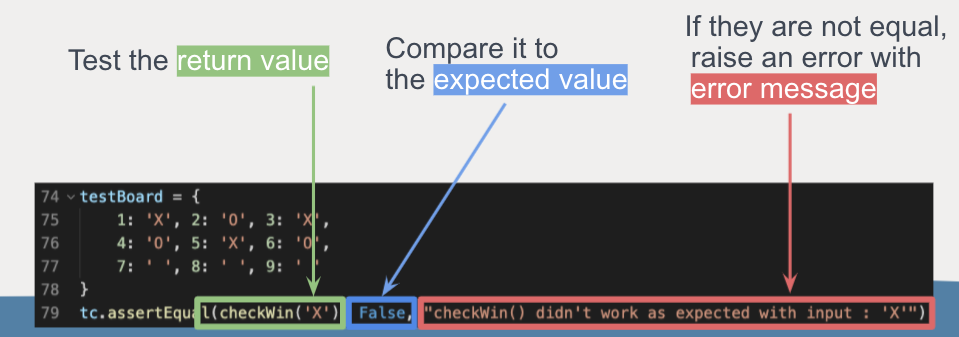 Test the return value
Compare it to
the expected value
If they are not equal,
raise an error with
error message
74 testBoard = {
75 1: 'X', 2: 'O', 3: 'X',
76 4: 'O', 5: 'X', 6: 'O',
77 7: ' ', 8: ' ', 9: ' '
78 }
79 tc.assertEqual(checkWin('X') False, "checkWin() didn't work as expected with input : 'X'")